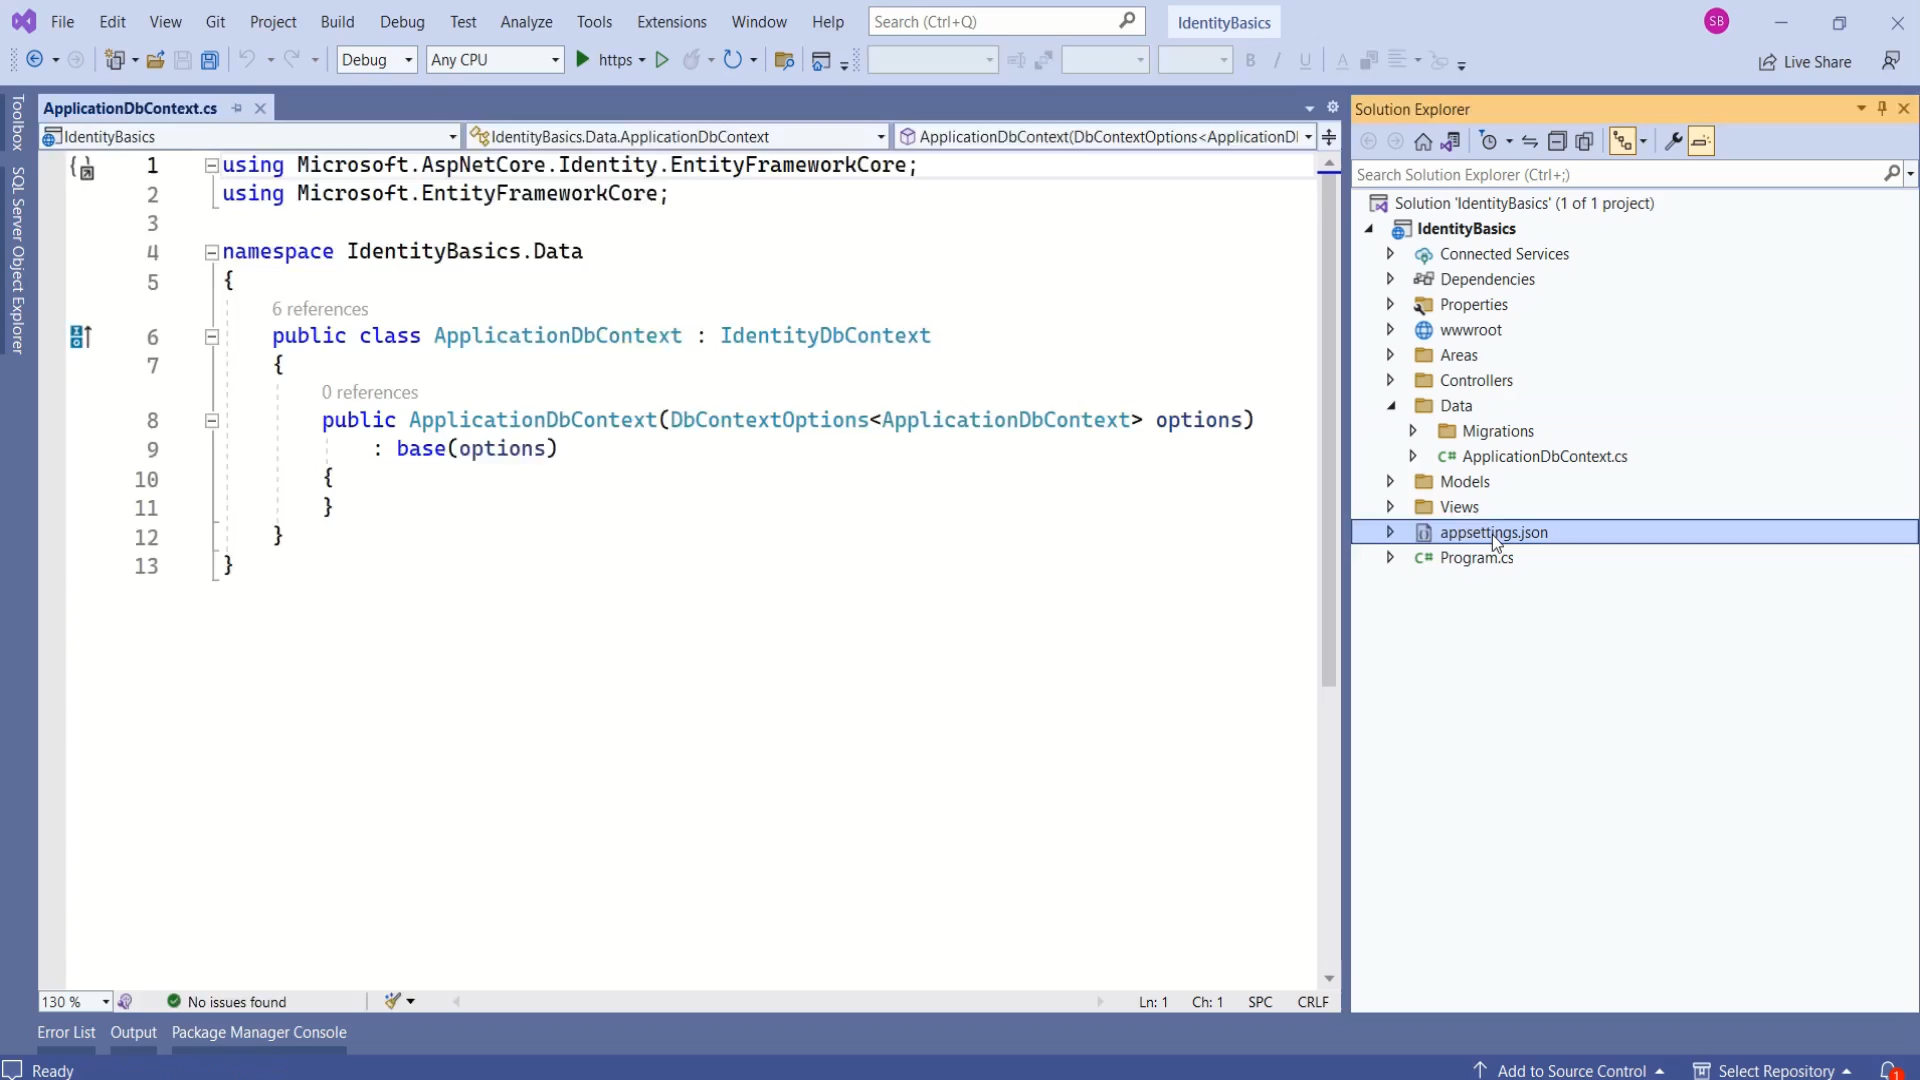 File Edit View Git Project Build Debug Test Analyze Tools Extensions Window Help Search (Ctrl+Q) IdentityBasics SB
Debug Any CPU https Live Share
Toolbox
SQL Server Object Explorer
ApplicationDbContext.cs
IdentityBasics IdentityBasics.Data.ApplicationDbContext ApplicationDbContext(DbContextOptions<ApplicationDl
1 using Microsoft.AspNetCore.Identity.EntityFrameworkCore;
2 using Microsoft.EntityFrameworkCore;
3
4 namespace IdentityBasics.Data
5 {
6 references
6 public class ApplicationDbContext : IdentityDbContext
7 {
0 references
8 public ApplicationDbContext(DbContextOptions<ApplicationDbContext> options)
9 : base(options)
10 {
11 }
12 }
13 }
130 % No issues found Ln: 1 Ch: 1 SPC CRLF
Solution Explorer
Search Solution Explorer (Ctrl+;)
Solution 'IdentityBasics' (1 of 1 project)
IdentityBasics
Connected Services
Dependencies
Properties
wwwroot
Areas
Controllers
Data
Migrations
C# ApplicationDbContext.cs
Models
Views
appsettings.json
C# Program.cs
Error List Output Package Manager Console
Ready Add to Source Control Select Repository 1